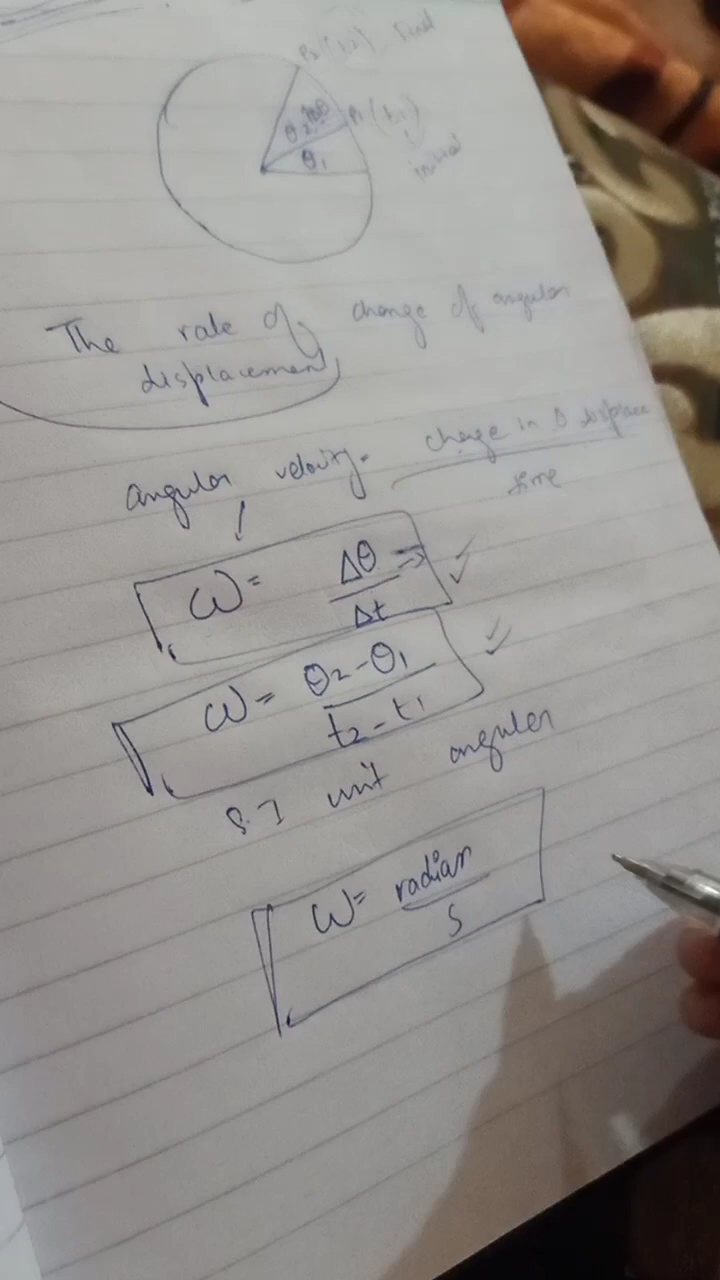 P2 (t2) final
θ2 Δθ
P1 (t1)
θ1
initial
The rate of change of angular
displacement
angular velocity = change in Δ displace
time
ω = Δθ
Δt
ω = θ2-θ1
t2-t1
S.I unit angular
ω = radian
S